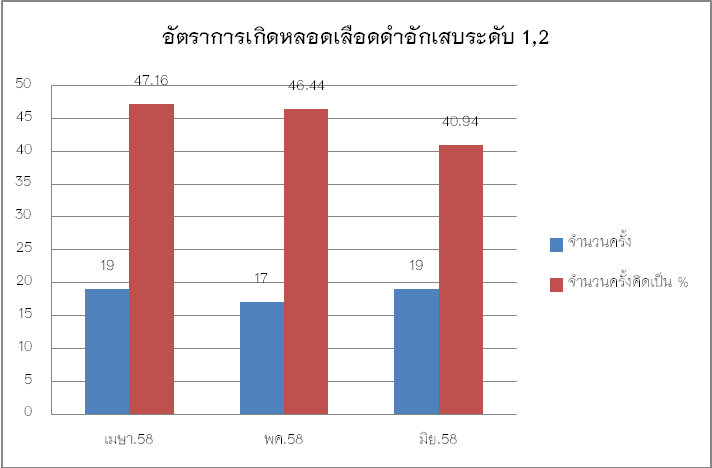 อัตราการเกิดหลอดเลือดดำอักเสบระดับ 1,2
50
45
40
35
30
25
20
15
10
5
0
47.16
46.44
40.94
19
17
19
เมษา.58
พค.58
มิย.58
จำนวนครั้ง
จำนวนครั้งคิดเป็น %